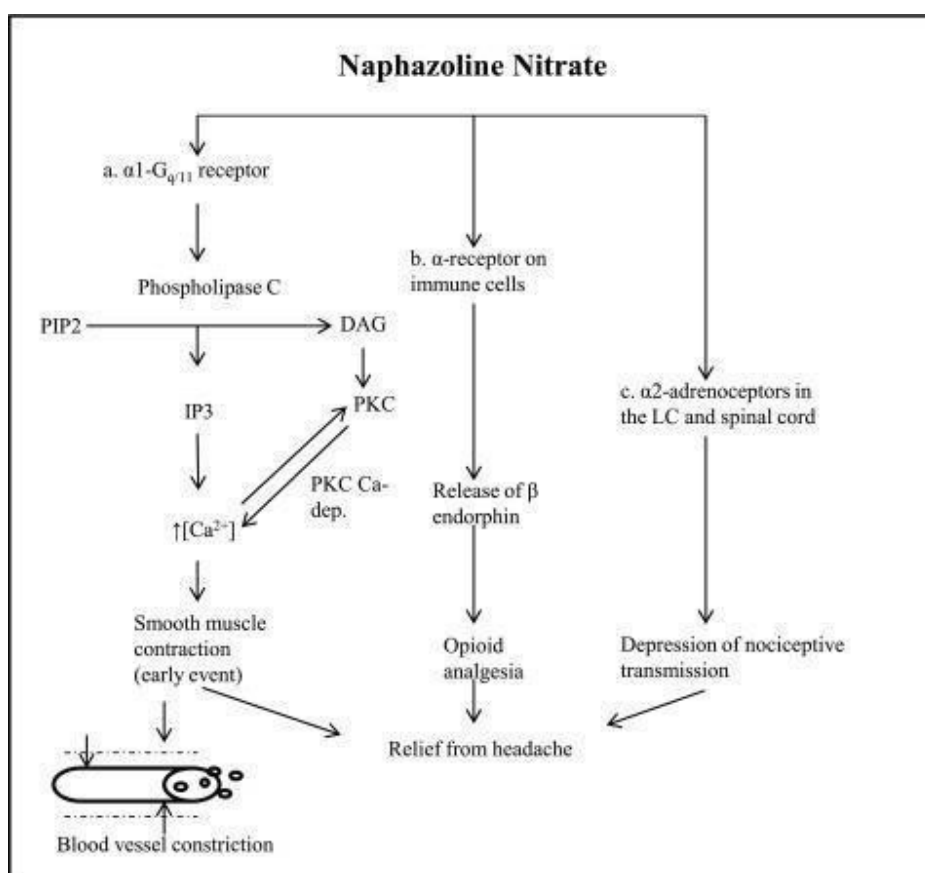 Naphazoline Nitrate
a. α1-Gq/11 receptor
Phospholipase C
PIP2
DAG
IP3
PKC
PKC Ca-
dep.
↑[Ca²⁺]
Smooth muscle
contraction
(early event)
Blood vessel constriction
b. α-receptor on
immune cells
Release of β
endorphin
Opioid
analgesia
c. α2-adrenoceptors in
the LC and spinal cord
Depression of nociceptive
transmission
Relief from headache